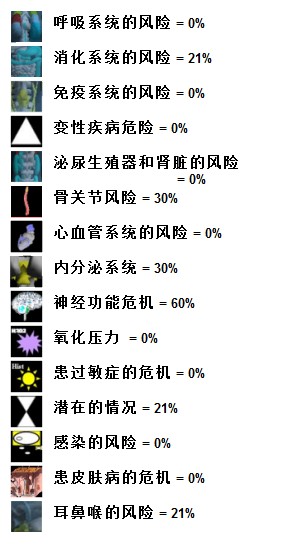 呼吸系统的风险 = 0%
消化系统的风险 = 21%
免疫系统的风险 = 0%
变性疾病危险 = 0%
泌尿生殖器和肾脏的风险
= 0%
骨关节风险 = 30%
心血管系统的风险 = 0%
内分泌系统 = 30%
神经功能危机 = 60%
氧化压力 = 0%
Hist
患过敏症的危机 = 0%
潜在的情况 = 21%
感染的风险 = 0%
患皮肤病的危机 = 0%
耳鼻喉的风险 = 21%